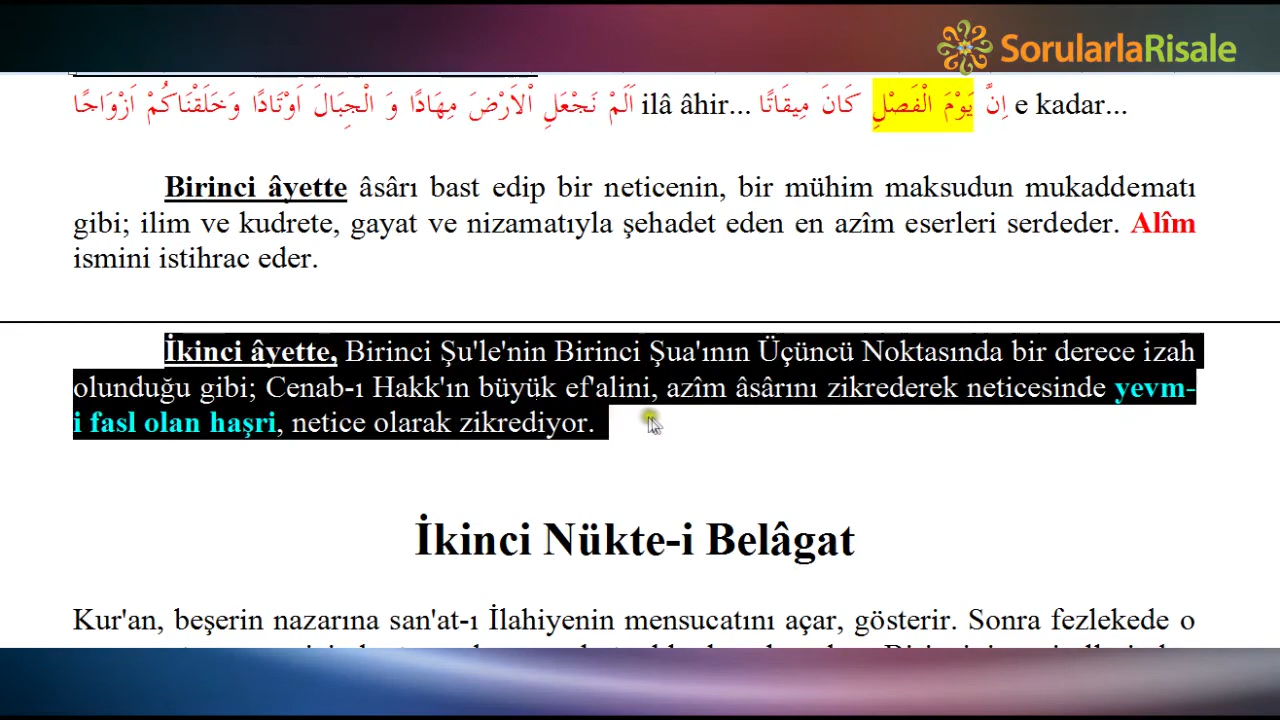 SorularlaRisale
اَلَمْ نَجْعَلِ اْلاَرْضَ مِهَادًا وَ الْجِبَالَ اَوْتَادًا وَخَلَقْنَاكُمْ اَزْوَاجًا ilâ âhir... اِنَّ يَوْمَ الْفَصْلِ كَانَ مِيقَاتًا e kadar...
Birinci âyette âsârı bast edip bir neticenin, bir mühim maksudun mukaddematı
gibi; ilim ve kudrete, gayat ve nizamatıyla şehadet eden en azîm eserleri serdeder. Alîm
ismini istihrac eder.
İkinci âyette, Birinci Şu'le'nin Birinci Şua'ının Üçüncü Noktasında bir derece izah
olunduğu gibi; Cenab-ı Hakk'ın büyük ef'alini, azîm âsârını zikrederek neticesinde yevm-
i fasl olan haşri, netice olarak zikrediyor.
İkinci Nükte-i Belâgat
Kur'an, beşerin nazarına san'at-ı İlahiyenin mensucatını açar, gösterir. Sonra fezlekede o